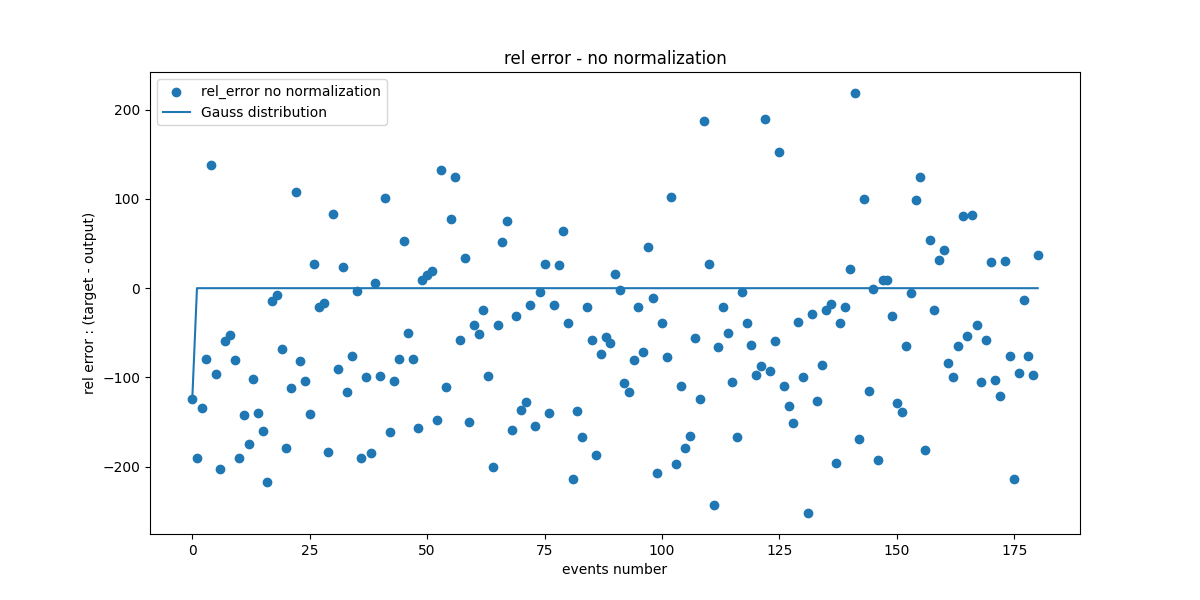 rel error - no normalization
rel_error no normalization
Gauss distribution
rel error : (target - output)
200
100
0
−100
−200
0
25
50
75
100
125
150
175
events number